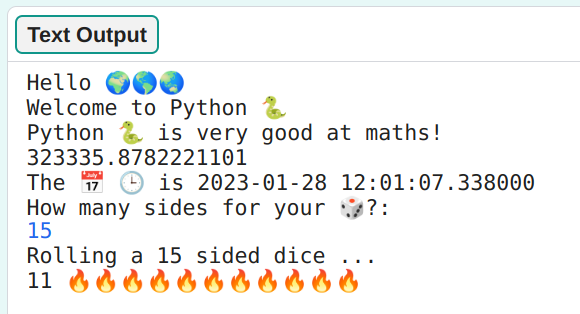 Text Output
Hello 🌍🌎🌏
Welcome to Python 🐍
Python 🐍 is very good at maths!
323335.8782221101
The 📅 🕒 is 2023-01-28 12:01:07.338000
How many sides for your 🎲?:
15
Rolling a 15 sided dice ...
11 🔥🔥🔥🔥🔥🔥🔥🔥🔥🔥🔥